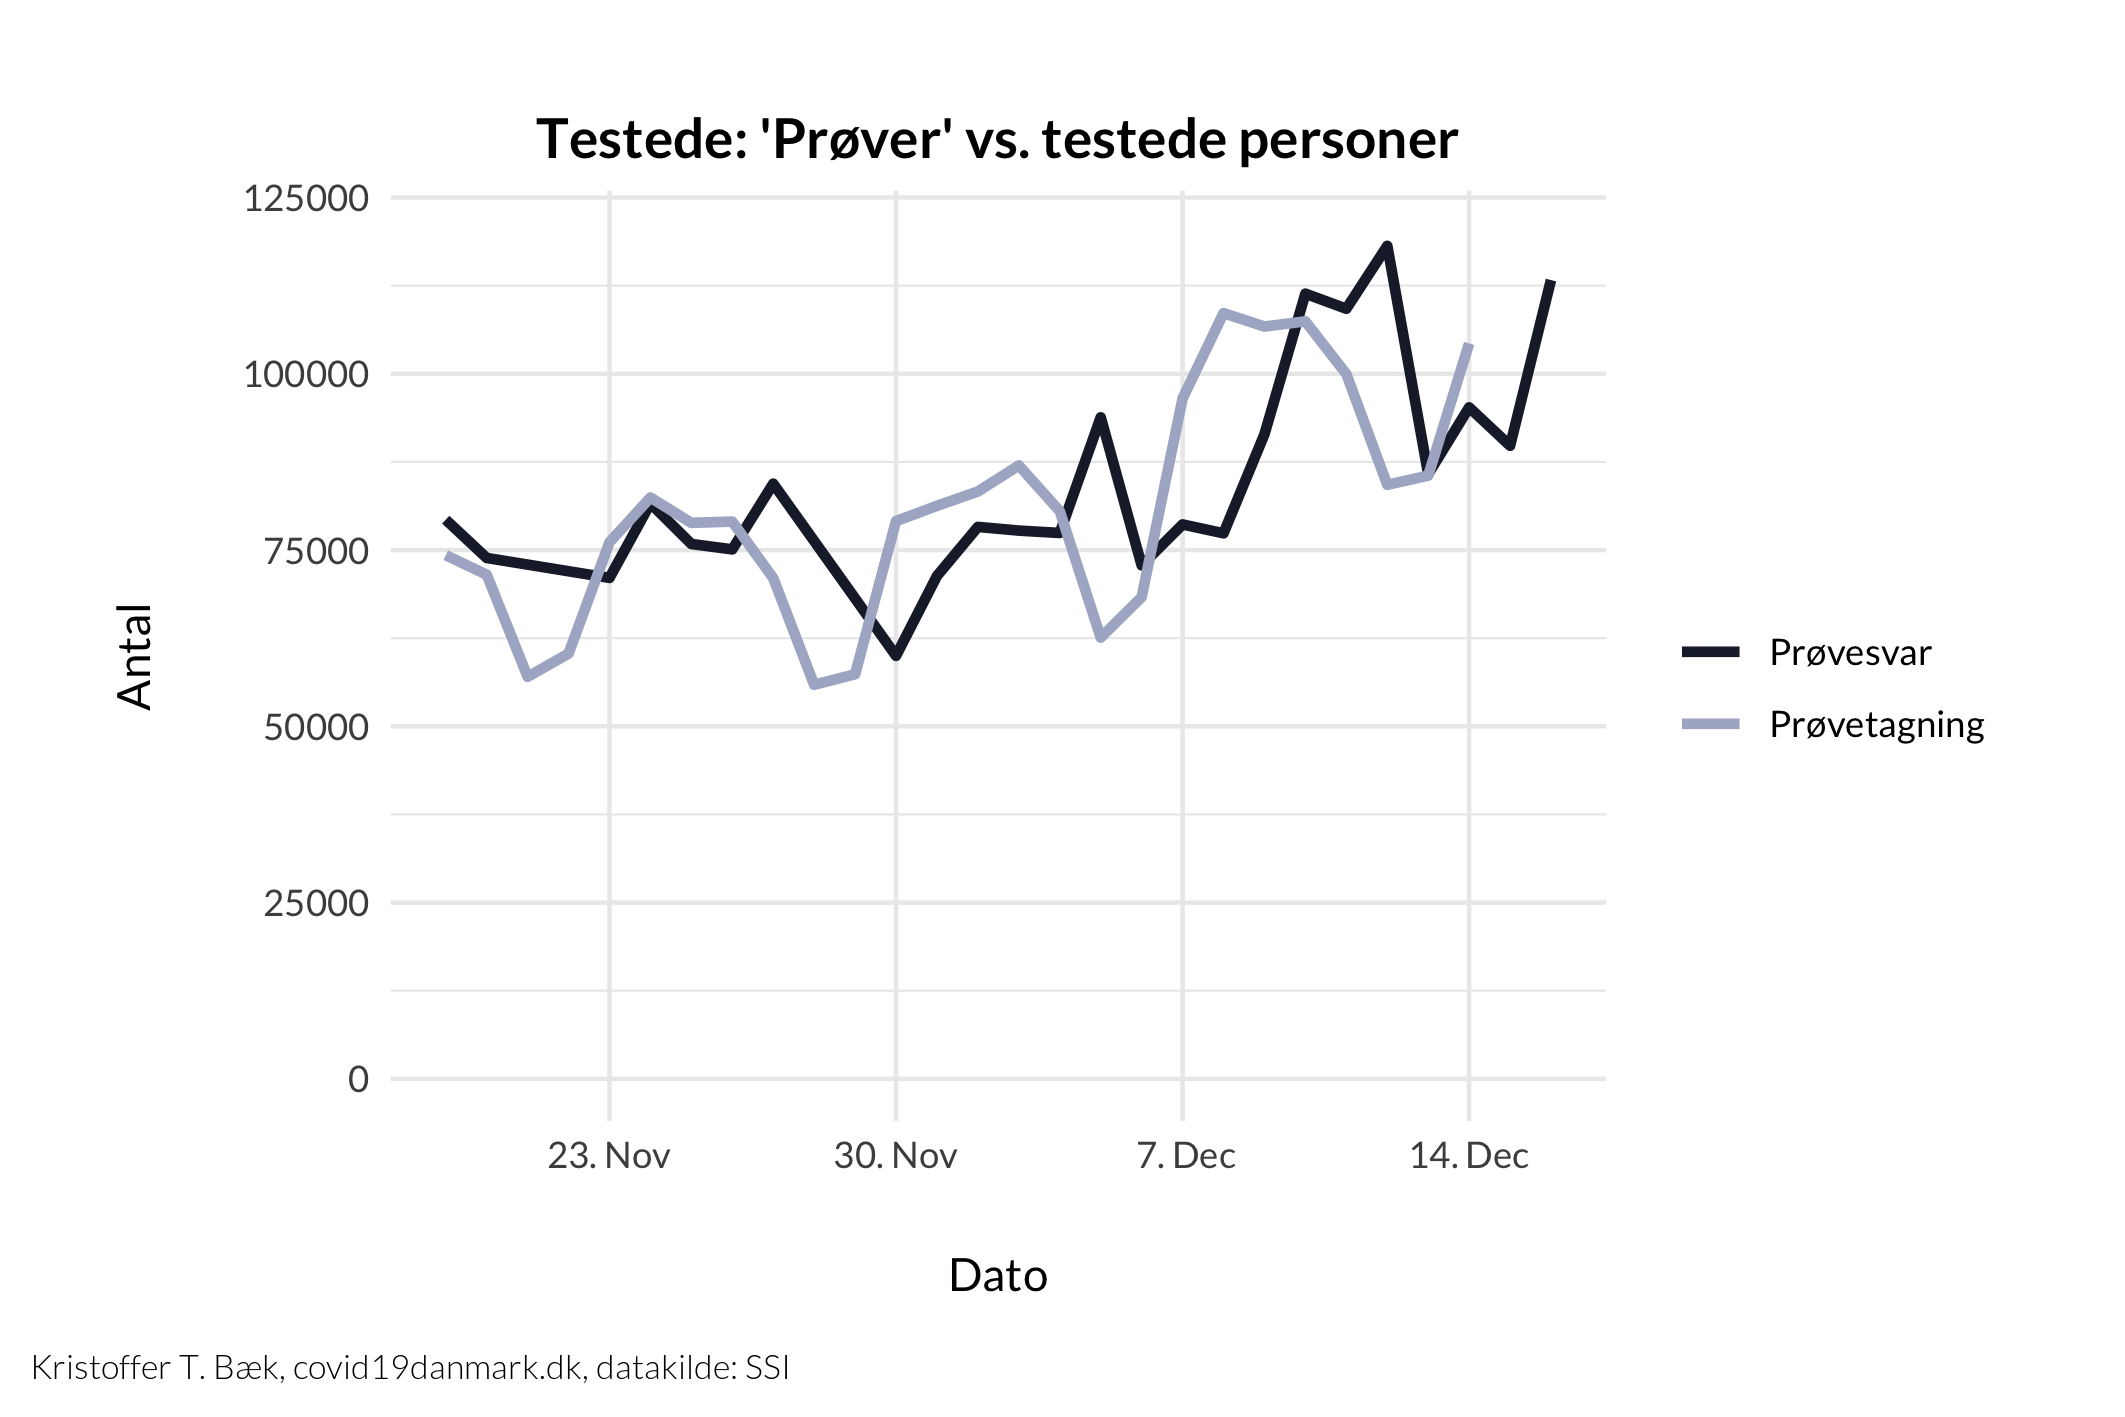 Testede: 'Prøver' vs. testede personer
125000
100000
75000
50000
25000
0
Antal
Prøvesvar
Prøvetagning
23. Nov
30. Nov
7. Dec
14. Dec
Dato
Kristoffer T. Bæk, covid19danmark.dk, datakilde: SSI